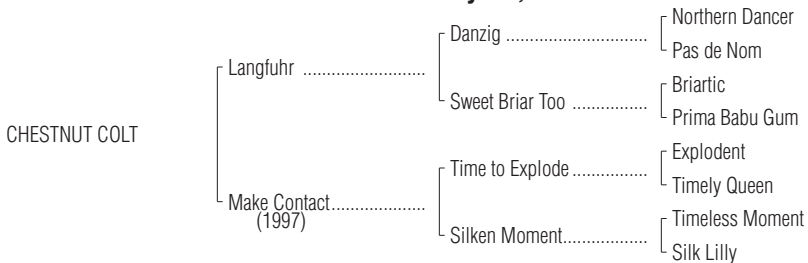 Northern Dancer
Danzig ..............................
Pas de Nom
Langfuhr ..........................
Briartic
Sweet Briar Too ................
Prima Babu Gum
CHESTNUT COLT
Explodent
Time to Explode ................
Timely Queen
Make Contact....................
(1997)
Timeless Moment
Silken Moment..................
Silk Lilly